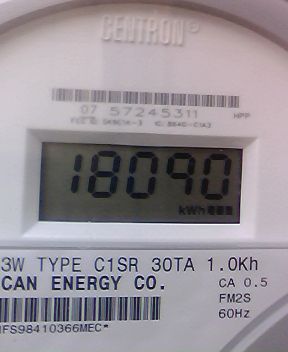 CENTRON®
07 57245311 HPP
18090
kWh
3W TYPE C1SR 30TA 1.0Kh
CAN ENERGY CO.
CA 0.5
FM2S
60Hz
IFS98410366MEC*